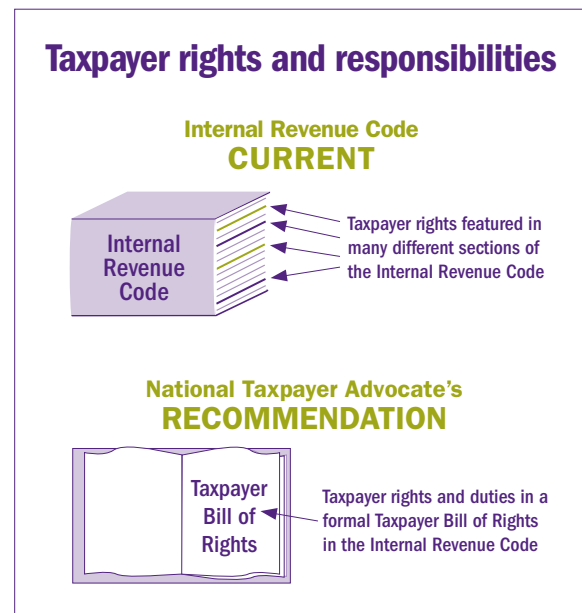 Taxpayer rights and responsibilities
Internal Revenue Code
CURRENT
Internal
Revenue
Code
Taxpayer rights featured in
many different sections of
the Internal Revenue Code
National Taxpayer Advocate's
RECOMMENDATION
Taxpayer
Bill of
Rights
Taxpayer rights and duties in a
formal Taxpayer Bill of Rights
in the Internal Revenue Code